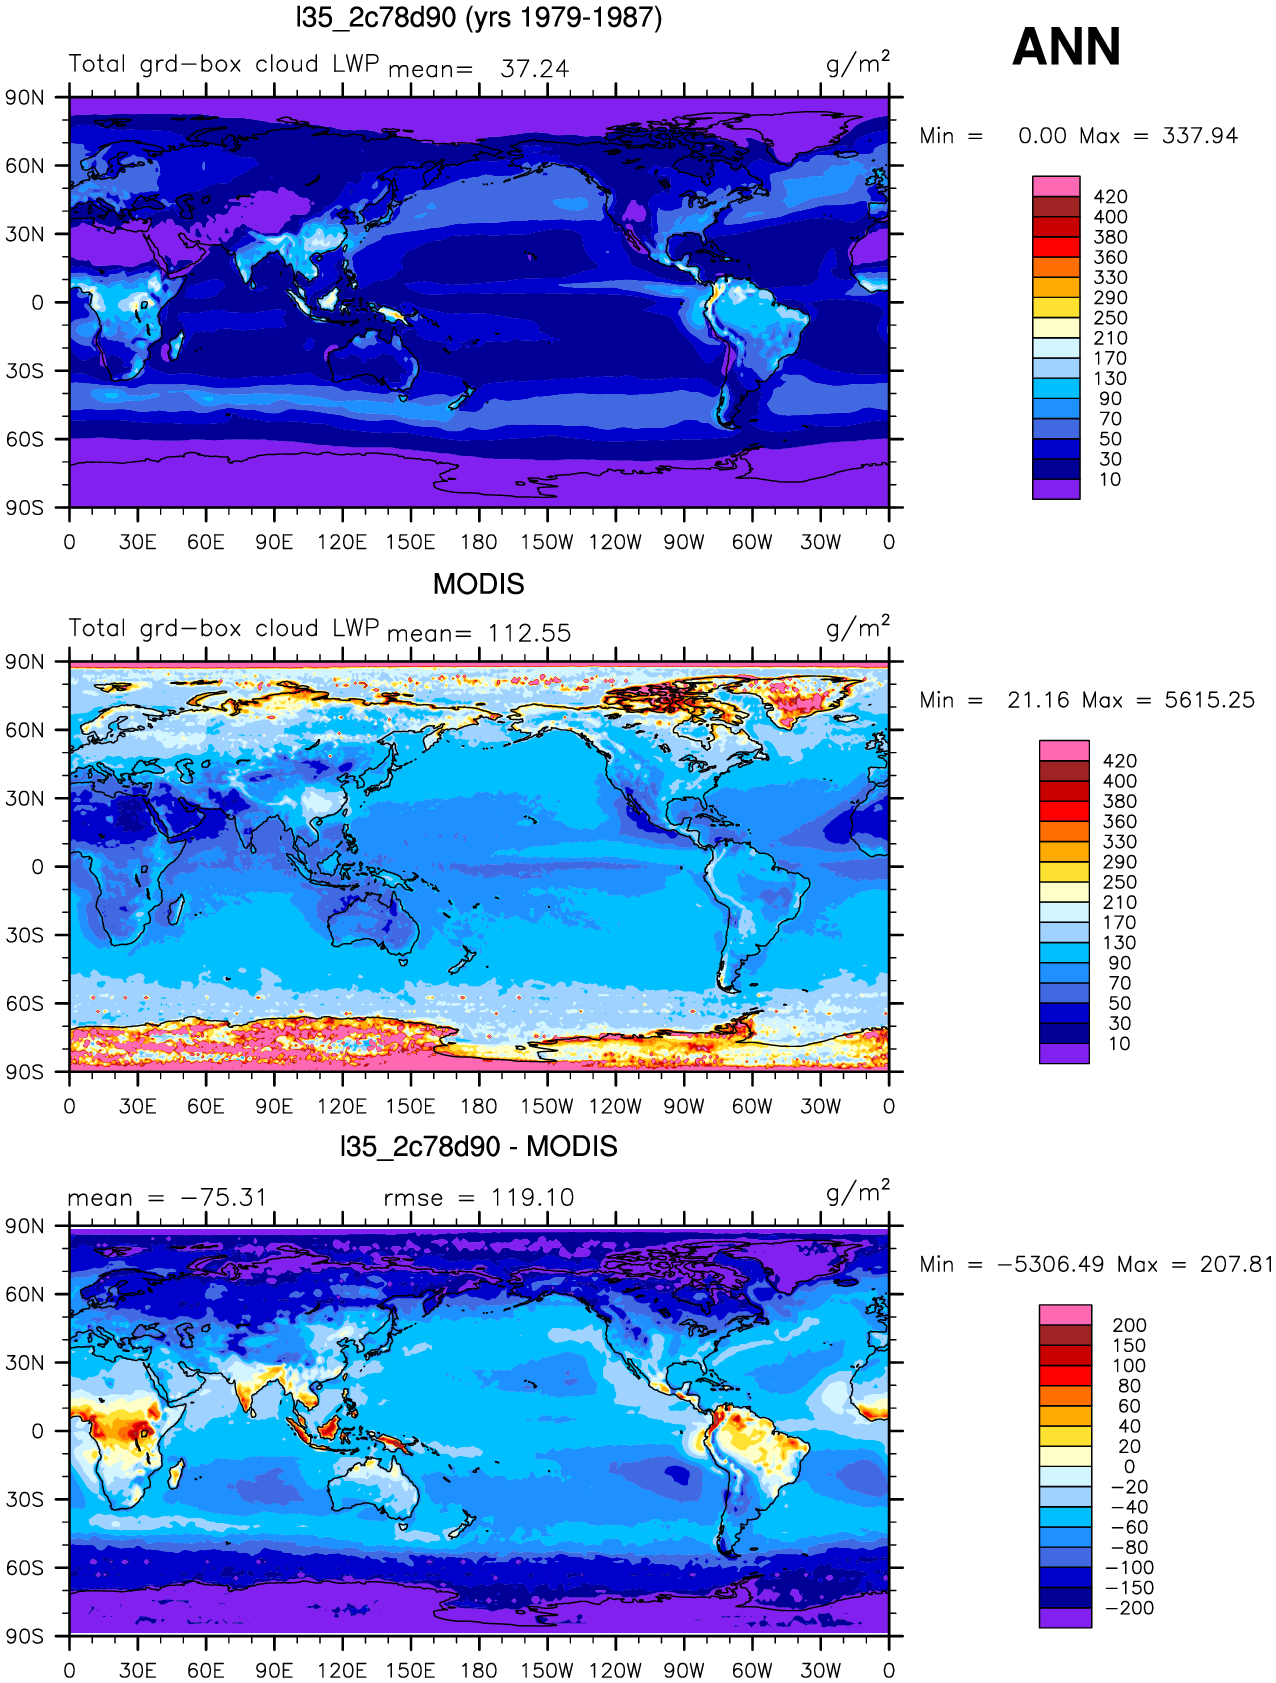 l35_2c78d90 (yrs 1979-1987)
ANN
Total grd-box cloud LWP mean= 37.24 g/m²
Min = 0.00 Max = 337.94
90N
60N
30N
0
30S
60S
90S
0 30E 60E 90E 120E 150E 180 150W 120W 90W 60W 30W 0
420
400
380
360
330
290
250
210
170
130
90
70
50
30
10
MODIS
Total grd-box cloud LWP mean= 112.55 g/m²
Min = 21.16 Max = 5615.25
90N
60N
30N
0
30S
60S
90S
0 30E 60E 90E 120E 150E 180 150W 120W 90W 60W 30W 0
420
400
380
360
330
290
250
210
170
130
90
70
50
30
10
l35_2c78d90 - MODIS
mean = -75.31 rmse = 119.10 g/m²
Min = -5306.49 Max = 207.81
90N
60N
30N
0
30S
60S
90S
0 30E 60E 90E 120E 150E 180 150W 120W 90W 60W 30W 0
200
150
100
80
60
40
20
0
-20
-40
-60
-80
-100
-150
-200